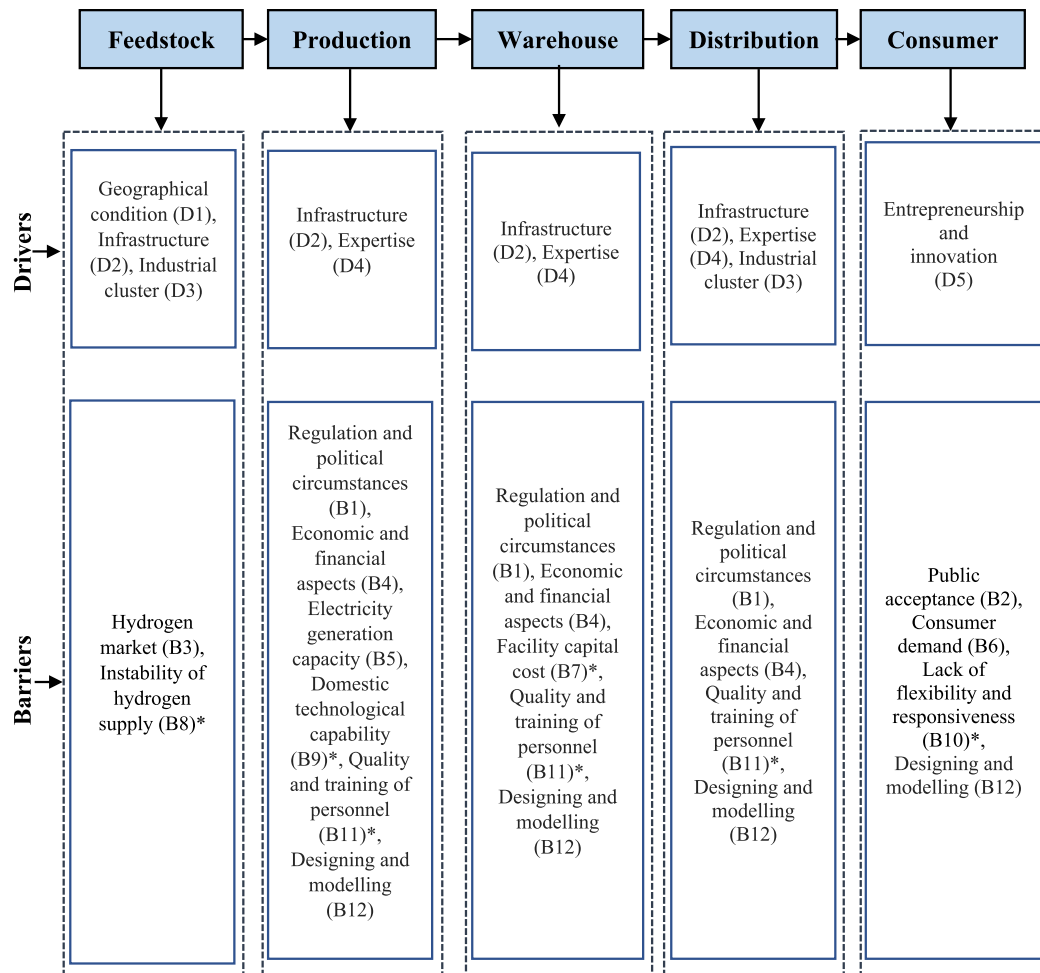 Feedstock
Production
Warehouse
Distribution
Consumer
Drivers
Geographical
condition (D1),
Infrastructure
(D2), Industrial
cluster (D3)
Infrastructure
(D2), Expertise
(D4)
Infrastructure
(D2), Expertise
(D4)
Infrastructure
(D2), Expertise
(D4), Industrial
cluster (D3)
Entrepreneurship
and
innovation
(D5)
Barriers
Hydrogen
market (B3),
Instability of
hydrogen
supply (B8)*
Regulation and
political
circumstances
(B1),
Economic and
financial
aspects (B4),
Electricity
generation
capacity (B5),
Domestic
technological
capability
(B9)*, Quality
and training of
personnel
(B11)*,
Designing and
modelling
(B12)
Regulation and
political
circumstances
(B1), Economic
and financial
aspects (B4),
Facility capital
cost (B7)*,
Quality and
training of
personnel
(B11)*,
Designing and
modelling
(B12)
Regulation and
political
circumstances
(B1),
Economic and
financial
aspects (B4),
Quality and
training of
personnel
(B11)*,
Designing and
modelling
(B12)
Public
acceptance (B2),
Consumer
demand (B6),
Lack of
flexibility and
responsiveness
(B10)*,
Designing and
modelling (B12)